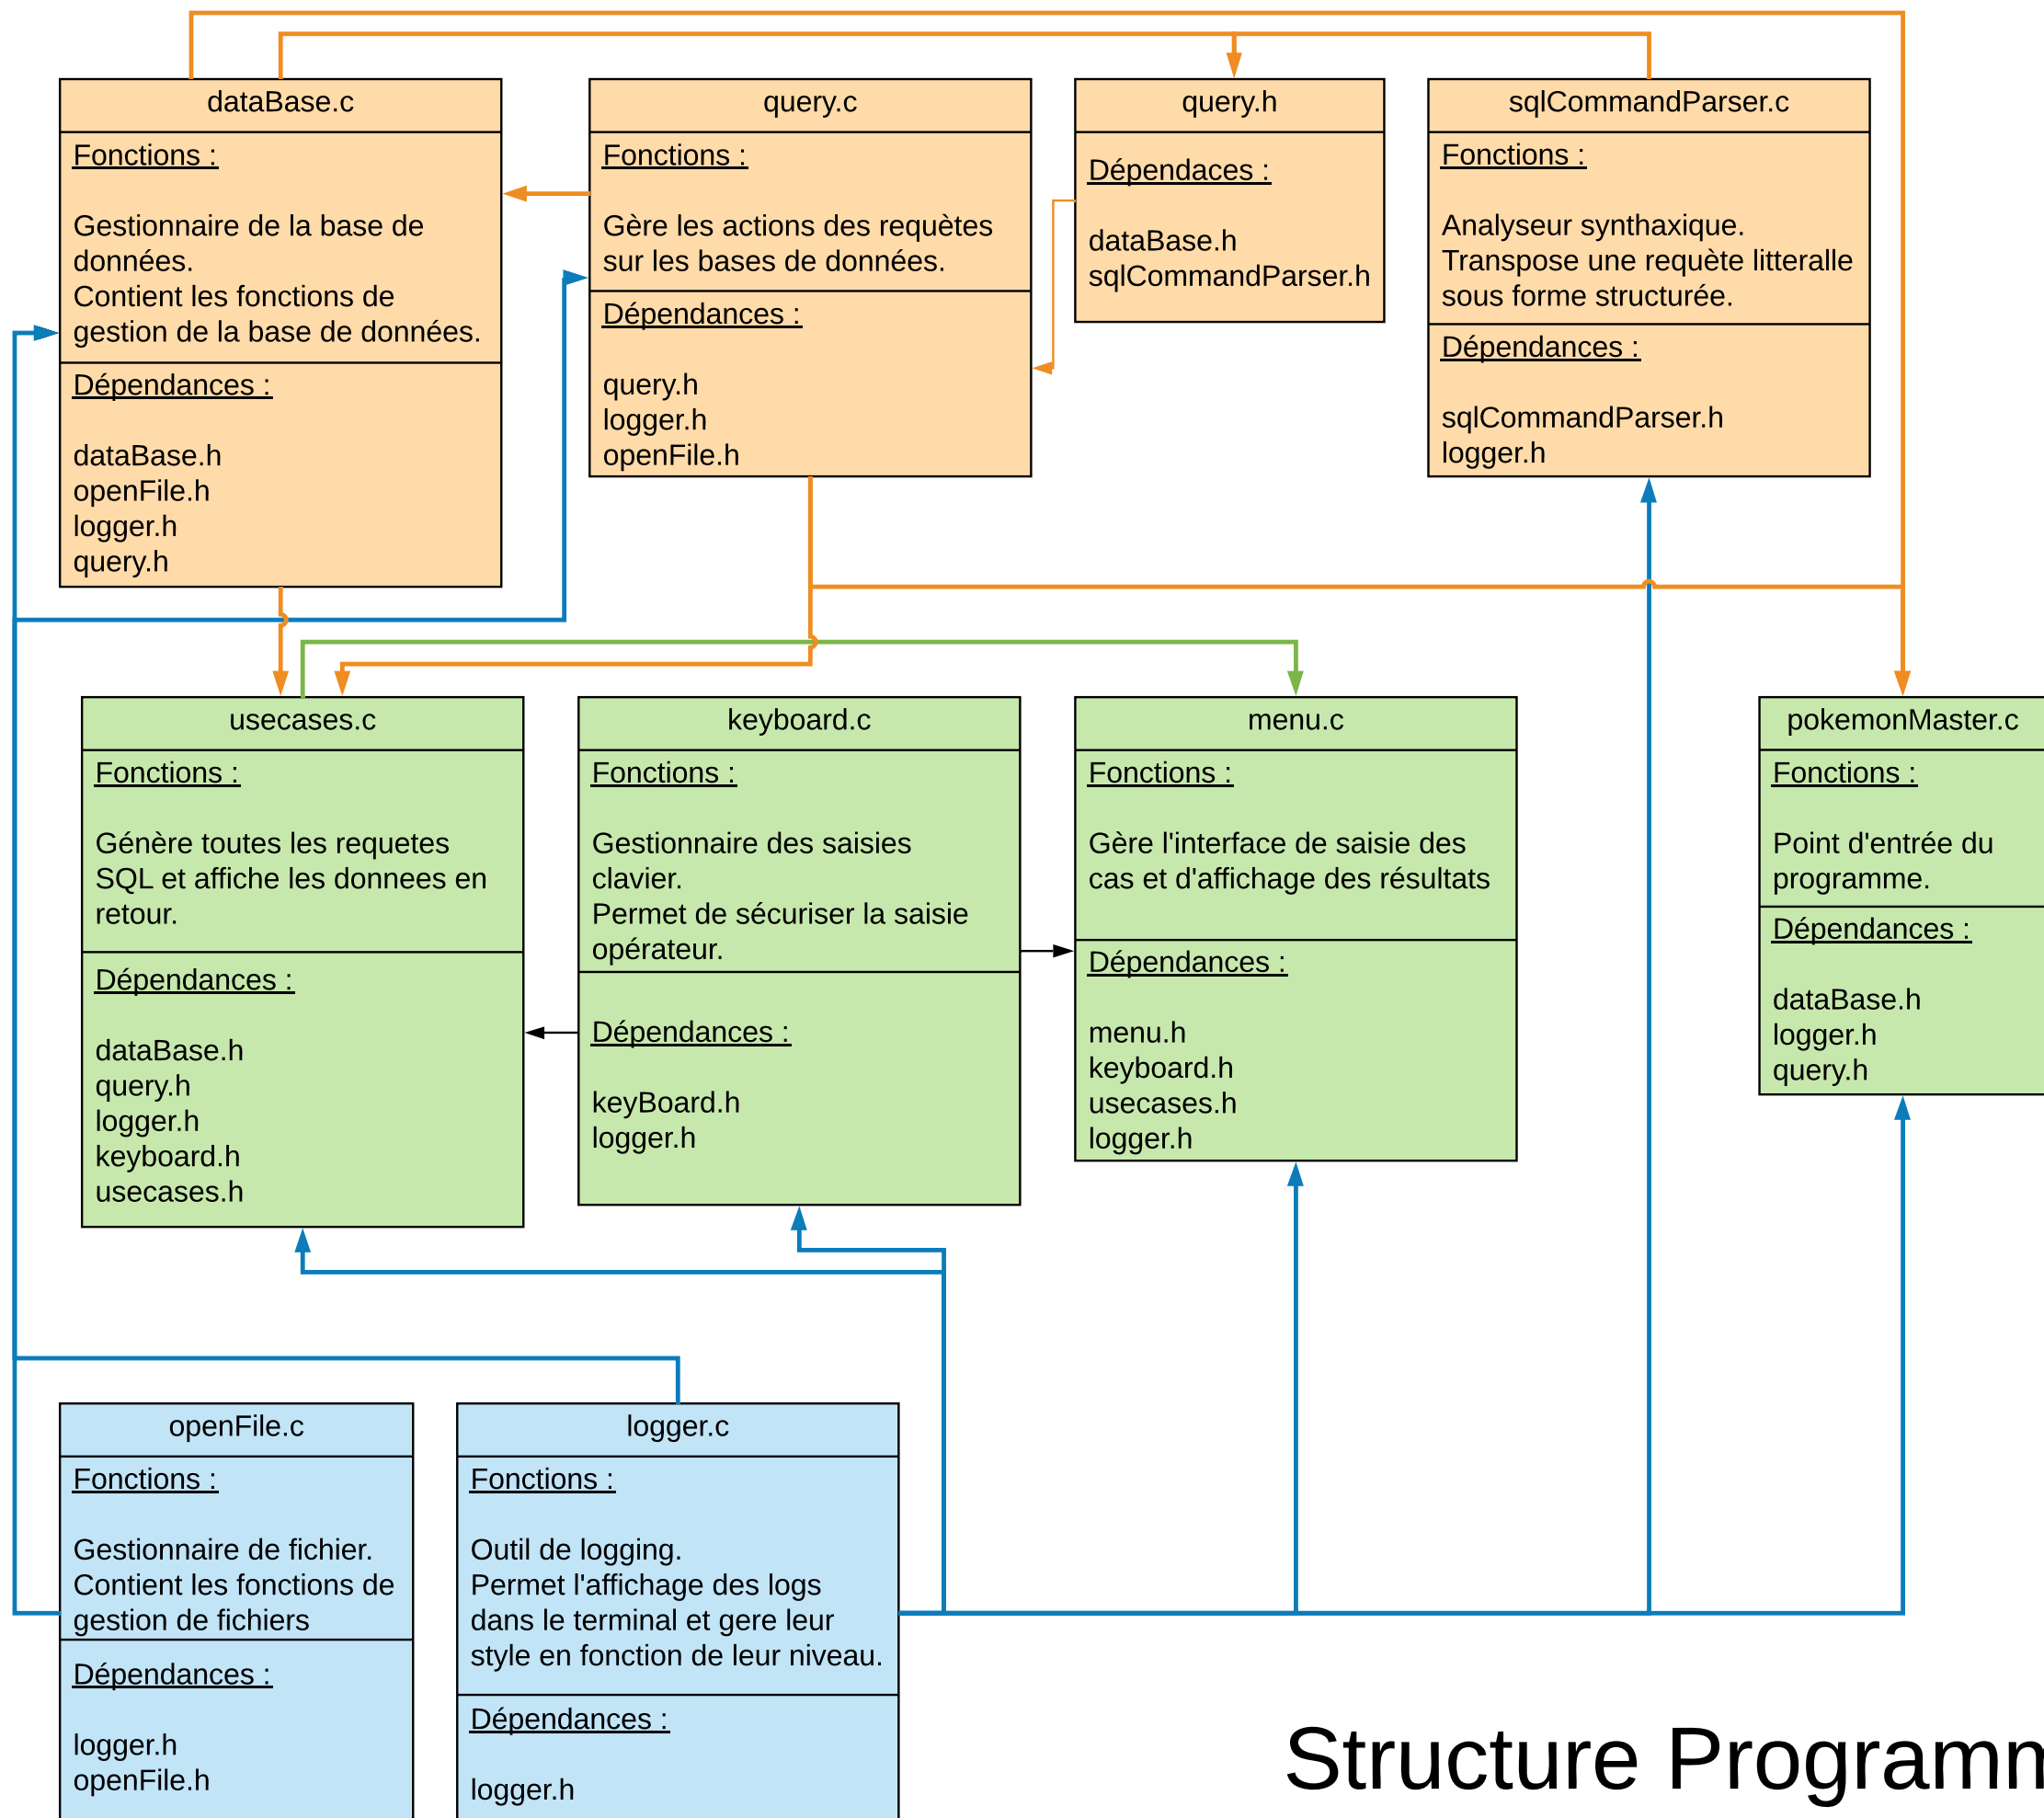 dataBase.c
Fonctions :
Gestionnaire de la base de
données.
Contient les fonctions de
gestion de la base de données.
Dépendances :
dataBase.h
openFile.h
logger.h
query.h
query.c
Fonctions :
Gère les actions des requètes
sur les bases de données.
Dépendances :
query.h
logger.h
openFile.h
query.h
Dépendaces :
dataBase.h
sqlCommandParser.h
sqlCommandParser.c
Fonctions :
Analyseur synthaxique.
Transpose une requète litteralle
sous forme structurée.
Dépendances :
sqlCommandParser.h
logger.h
usecases.c
Fonctions :
Génère toutes les requetes
SQL et affiche les donnees en
retour.
Dépendances :
dataBase.h
query.h
logger.h
keyboard.h
usecases.h
keyboard.c
Fonctions :
Gestionnaire des saisies
clavier.
Permet de sécuriser la saisie
opérateur.
Dépendances :
keyBoard.h
logger.h
menu.c
Fonctions :
Gère l'interface de saisie des
cas et d'affichage des résultats
Dépendances :
menu.h
keyboard.h
usecases.h
logger.h
pokemonMaster.c
Fonctions :
Point d'entrée du
programme.
Dépendances :
dataBase.h
logger.h
query.h
openFile.c
Fonctions :
Gestionnaire de fichier.
Contient les fonctions de
gestion de fichiers
Dépendances :
logger.h
openFile.h
logger.c
Fonctions :
Outil de logging.
Permet l'affichage des logs
dans le terminal et gere leur
style en fonction de leur niveau.
Dépendances :
logger.h
Structure